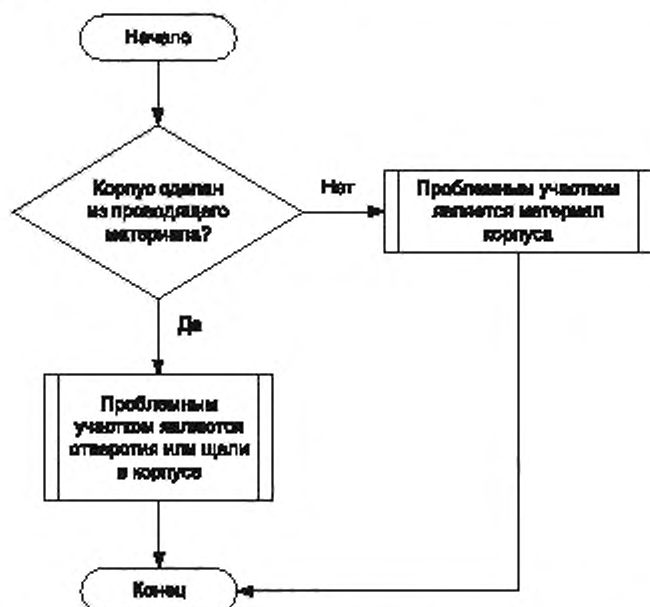 Начало
Корпус сделан
из проводящего
материала?
Нет
Проблемным участком
является материал
корпуса
Да
Проблемным
участком являются
отверстия или щели
в корпусе
Конец